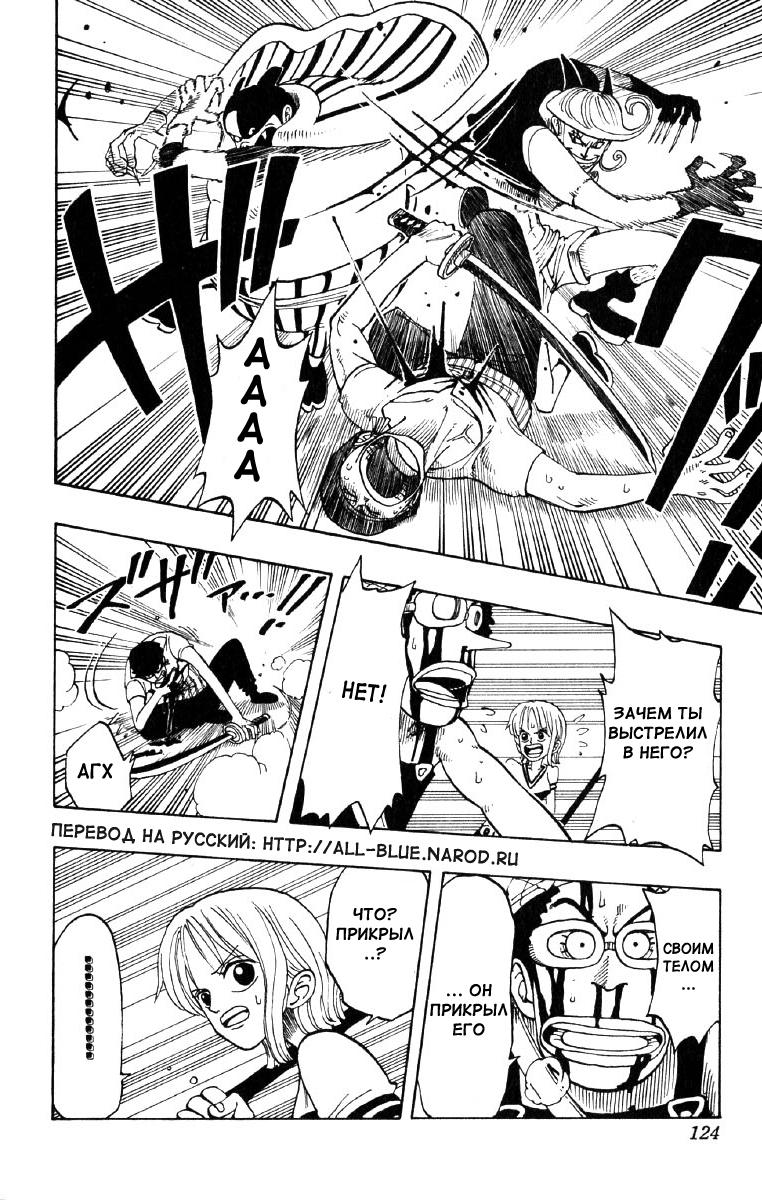 А
А
А
А
ЗАЧЕМ ТЫ
ВЫСТРЕЛИЛ
В НЕГО?
НЕТ!
АГХ
ПЕРЕВОД НА РУССКИЙ: HTTP://ALL-BLUE.NAROD.RU
СВОИМ
ТЕЛОМ
...
... ОН
ПРИКРЫЛ
ЕГО
ЧТО?
ПРИКРЫЛ
..?
124